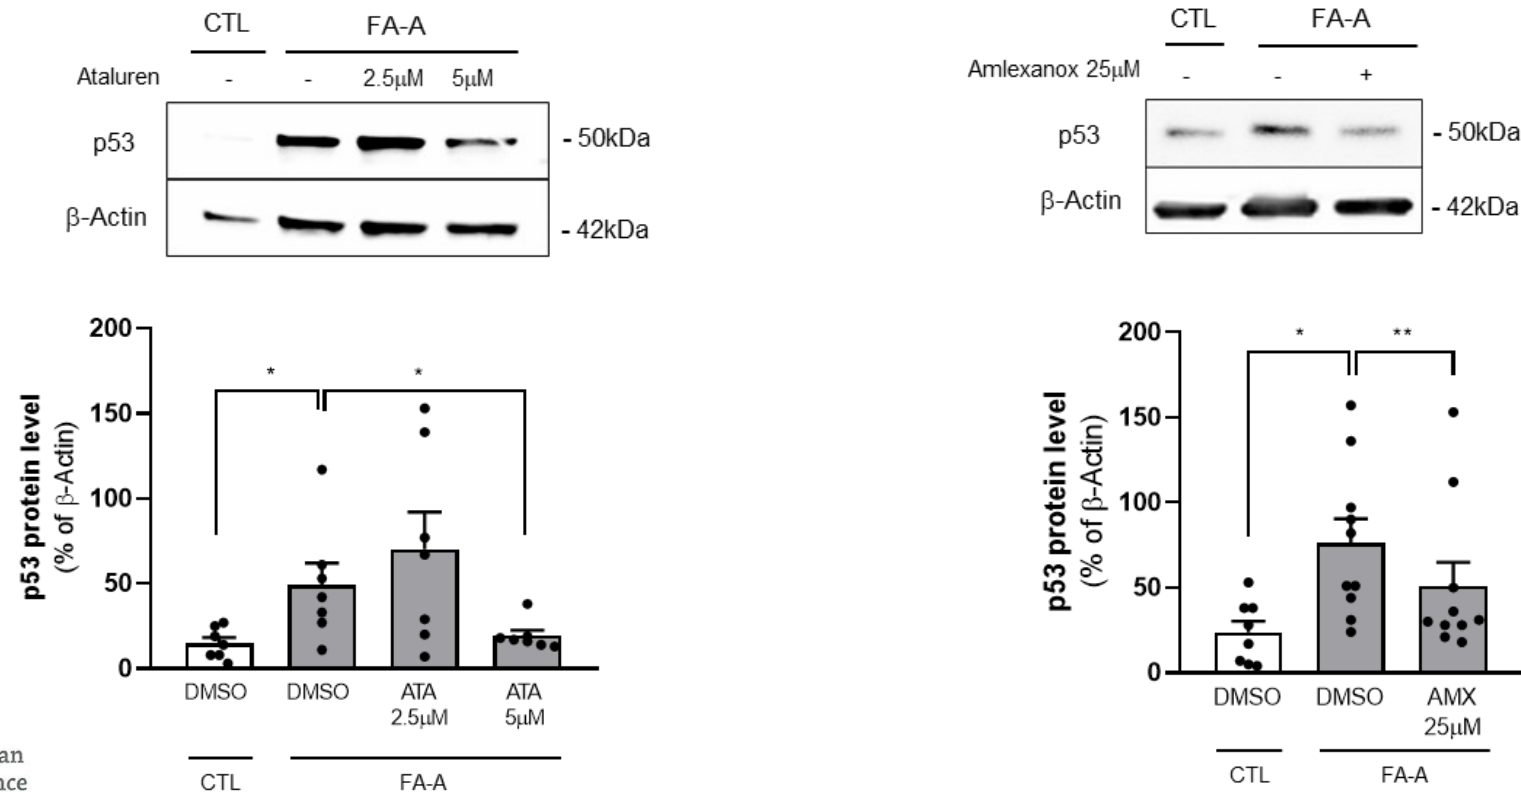 CTL FA-A
Ataluren - - 2.5μM 5μM
p53 - 50kDa
β-Actin - 42kDa
200
150
100
50
0
p53 protein level
(% of β-Actin)
* *
DMSO DMSO ATA ATA
2.5μM 5μM
CTL FA-A
an
nce
CTL FA-A
Amlexanox 25μM - - +
p53 - 50kDa
β-Actin - 42kDa
200
150
100
50
0
p53 protein level
(% of β-Actin)
* **
DMSO DMSO AMX
25μM
CTL FA-A